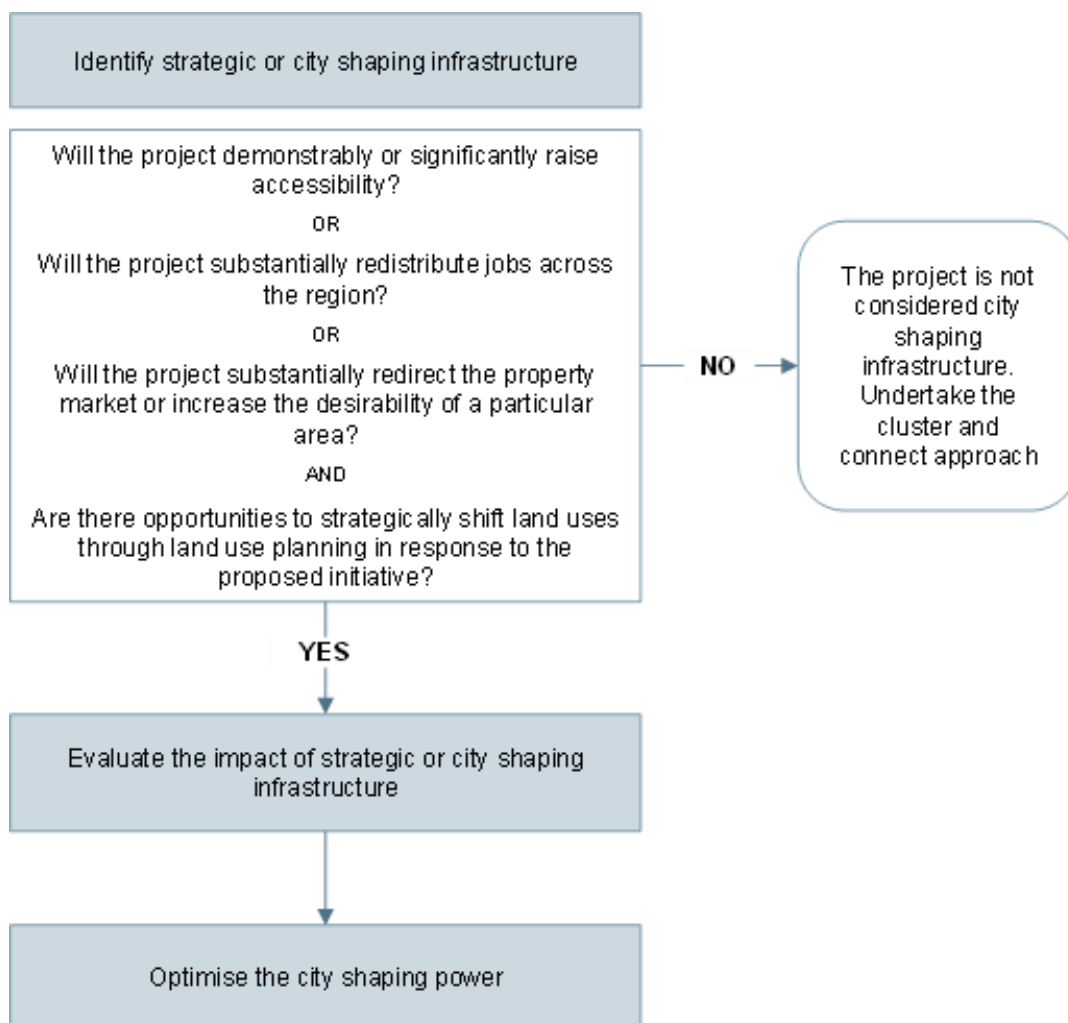 Identify strategic or city shaping infrastructure
Will the project demonstrably or significantly raise
accessibility?
OR
Will the project substantially redistribute jobs across
the region?
OR
Will the project substantially redirect the property
market or increase the desirability of a particular
area?
AND
Are there opportunities to strategically shift land uses
through land use planning in response to the
proposed initiative?
NO
The project is not
considered city
shaping
infrastructure.
Undertake the
cluster and
connect approach
YES
Evaluate the impact of strategic or city shaping
infrastructure
Optimise the city shaping power